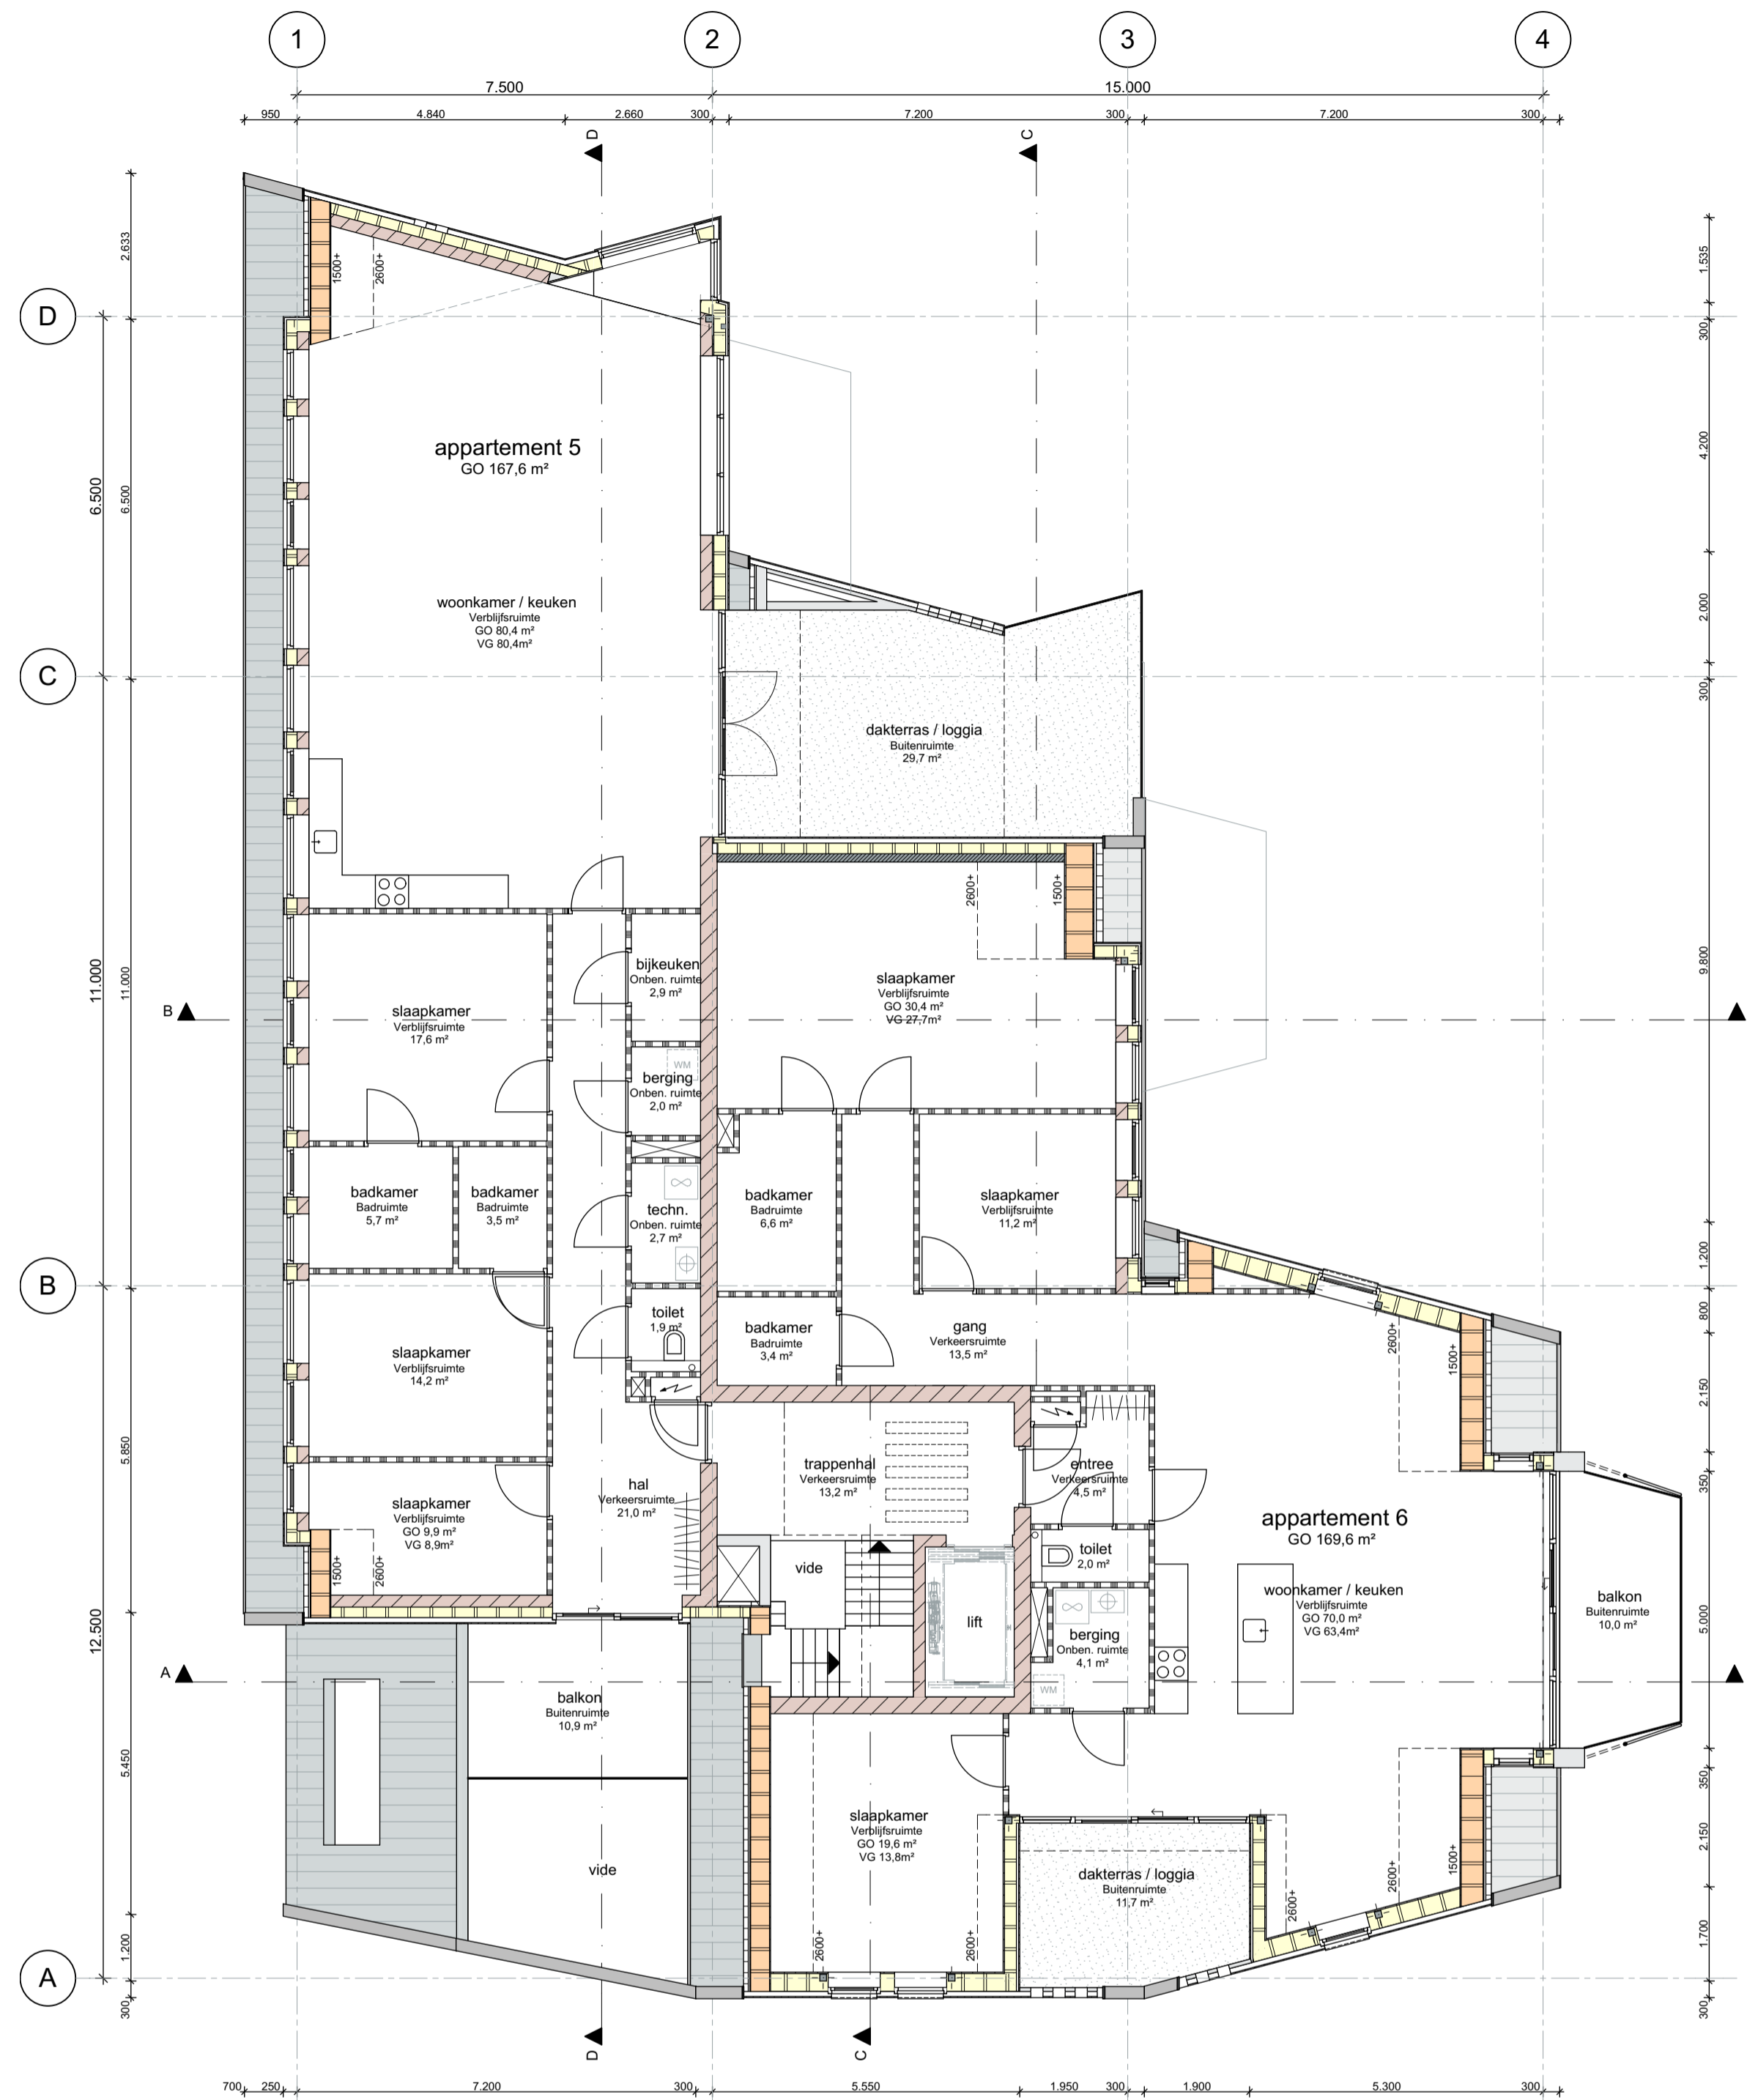 1
2
3
4
7.500
15.000
950
4.840
2.660
300
7.200
300
7.200
300
D
C
2.633
1500+
2600+
1.535
D
300
4.200
appartement 5
GO 167,6 m²
6.500
6.500
woonkamer / keuken
Verblijfsruimte
GO 80,4 m²
VG 80,4m²
2.000
C
300
dakterras / loggia
Buitenruimte
29,7 m²
2600+
1500+
11.000
11.000
9.800
bijkeuken
Onben. ruimte
2,9 m²
slaapkamer
Verblijfsruimte
GO 30,4 m²
VG 27,7m²
B
slaapkamer
Verblijfsruimte
17,6 m²
WM
berging
Onben. ruimte
2,0 m²
badkamer
Badruimte
5,7 m²
badkamer
Badruimte
3,5 m²
techn.
Onben. ruimte
2,7 m²
badkamer
Badruimte
6,6 m²
slaapkamer
Verblijfsruimte
11,2 m²
1.200
B
800
toilet
1,9 m²
badkamer
Badruimte
3,4 m²
gang
Verkeersruimte
13,5 m²
2600+
1500+
slaapkamer
Verblijfsruimte
14,2 m²
2.150
5.850
trappenhal
Verkeersruimte
13,2 m²
entree
Verkeersruimte
4,5 m²
350
hal
Verkeersruimte
21,0 m²
slaapkamer
Verblijfsruimte
GO 9,9 m²
VG 8,9m²
appartement 6
GO 169,6 m²
1500+
2600+
vide
toilet
2,0 m²
woonkamer / keuken
Verblijfsruimte
GO 70,0 m²
VG 63,4m²
balkon
Buitenruimte
10,0 m²
5.000
12.500
lift
berging
Onben. ruimte
4,1 m²
WM
A
balkon
Buitenruimte
10,9 m²
5.450
350
slaapkamer
Verblijfsruimte
GO 19,6 m²
VG 13,8m²
2.150
1500+
2600+
vide
dakterras / loggia
Buitenruimte
11,7 m²
2600+
2600+
2600+
1.200
1.700
A
300
300
D
C
700
250
7.200
300
5.550
1.950
300
1.900
5.300
300